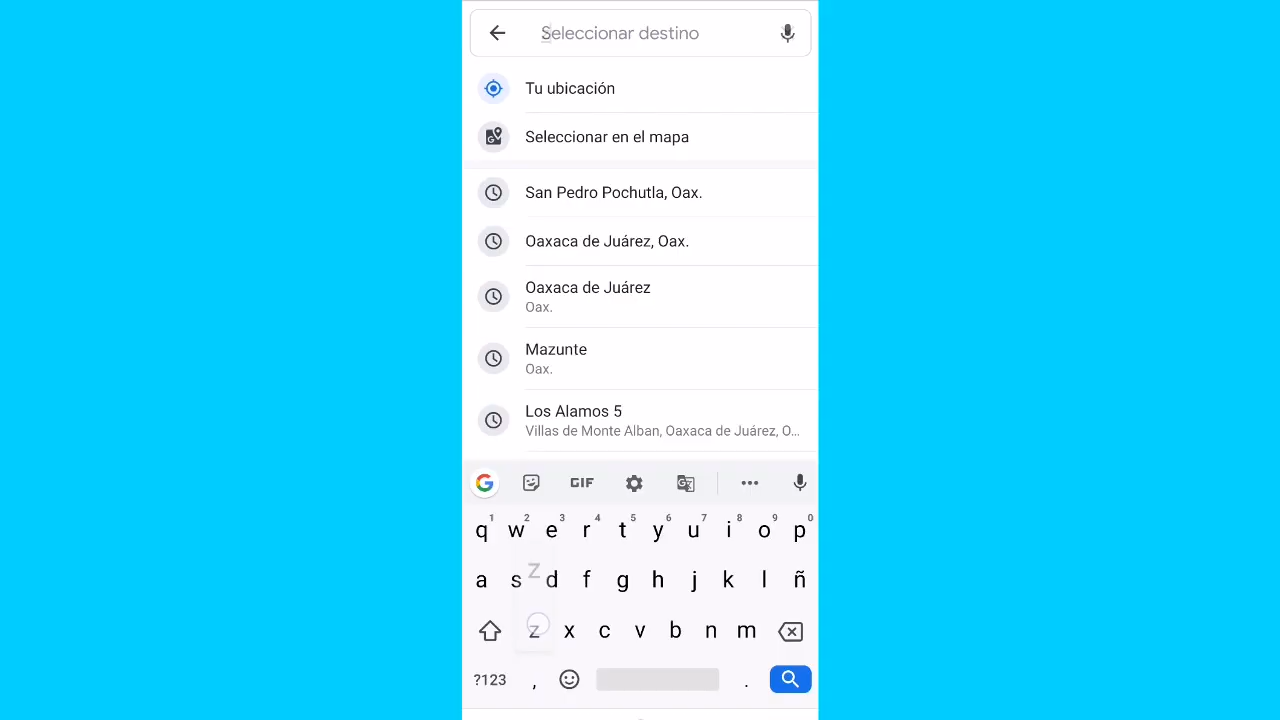 Seleccionar destino
Tu ubicación
Seleccionar en el mapa
San Pedro Pochutla, Oax.
Oaxaca de Juárez, Oax.
Oaxaca de Juárez
Oax.
Mazunte
Oax.
Los Alamos 5
Villas de Monte Alban, Oaxaca de Juárez, O...
G GIF G
1 2 3 4 5 6 7 8 9 0
q w e r t y u i o p
z
a s d f g h j k l ñ
z x c v b n m
?123 , .